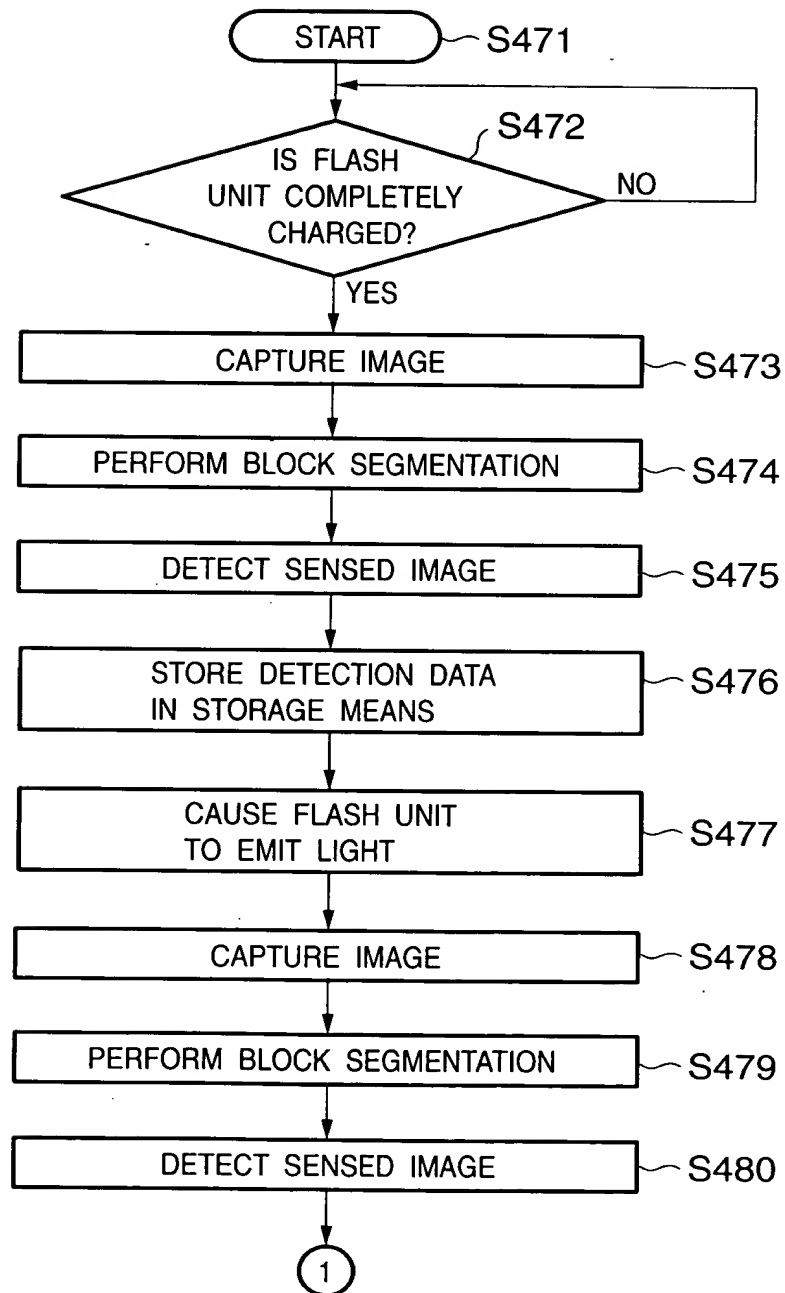 START
S471
S472
IS FLASH
UNIT COMPLETELY
CHARGED?
NO
YES
CAPTURE IMAGE
S473
PERFORM BLOCK SEGMENTATION
S474
DETECT SENSED IMAGE
S475
STORE DETECTION DATA
IN STORAGE MEANS
S476
CAUSE FLASH UNIT
TO EMIT LIGHT
S477
CAPTURE IMAGE
S478
PERFORM BLOCK SEGMENTATION
S479
DETECT SENSED IMAGE
S480
1